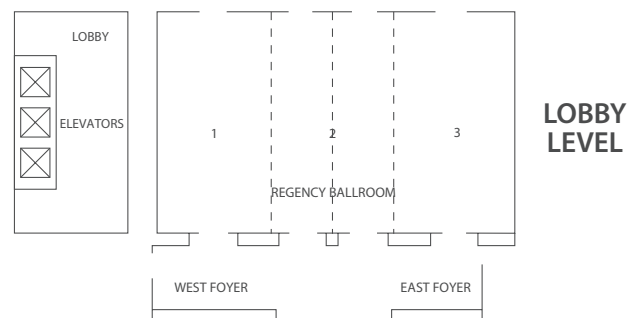 LOBBY
ELEVATORS
1
2
3
REGENCY BALLROOM
LOBBY
LEVEL
WEST FOYER
EAST FOYER